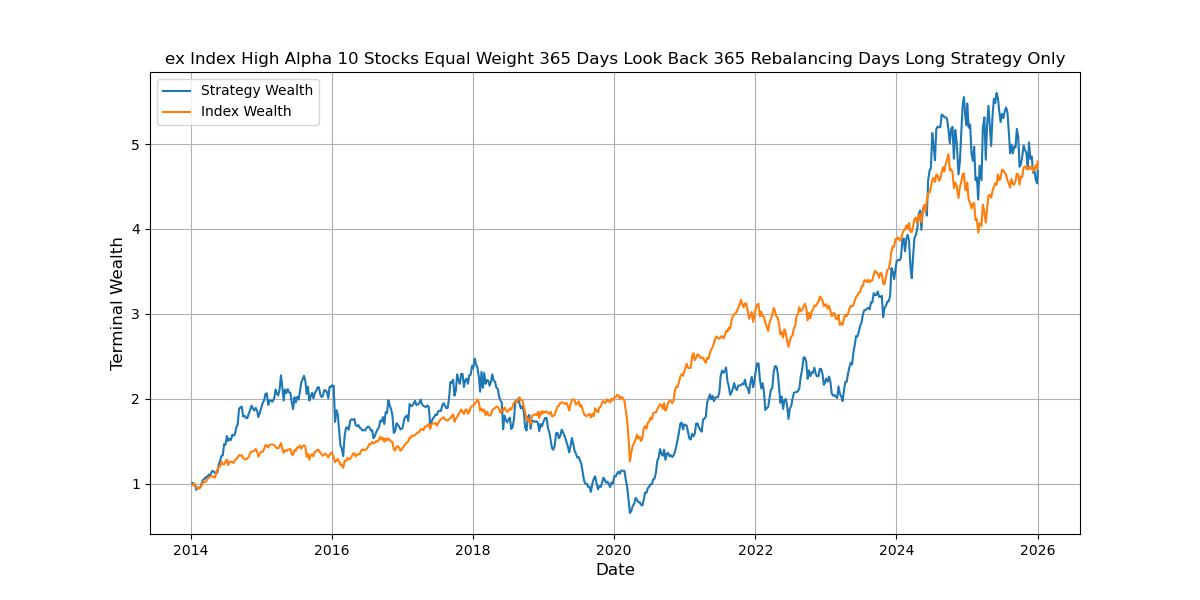 ex Index High Alpha 10 Stocks Equal Weight 365 Days Look Back 365 Rebalancing Days Long Strategy Only
Strategy Wealth
Index Wealth
Terminal Wealth
5
4
3
2
1
2014 2016 2018 2020 2022 2024 2026
Date